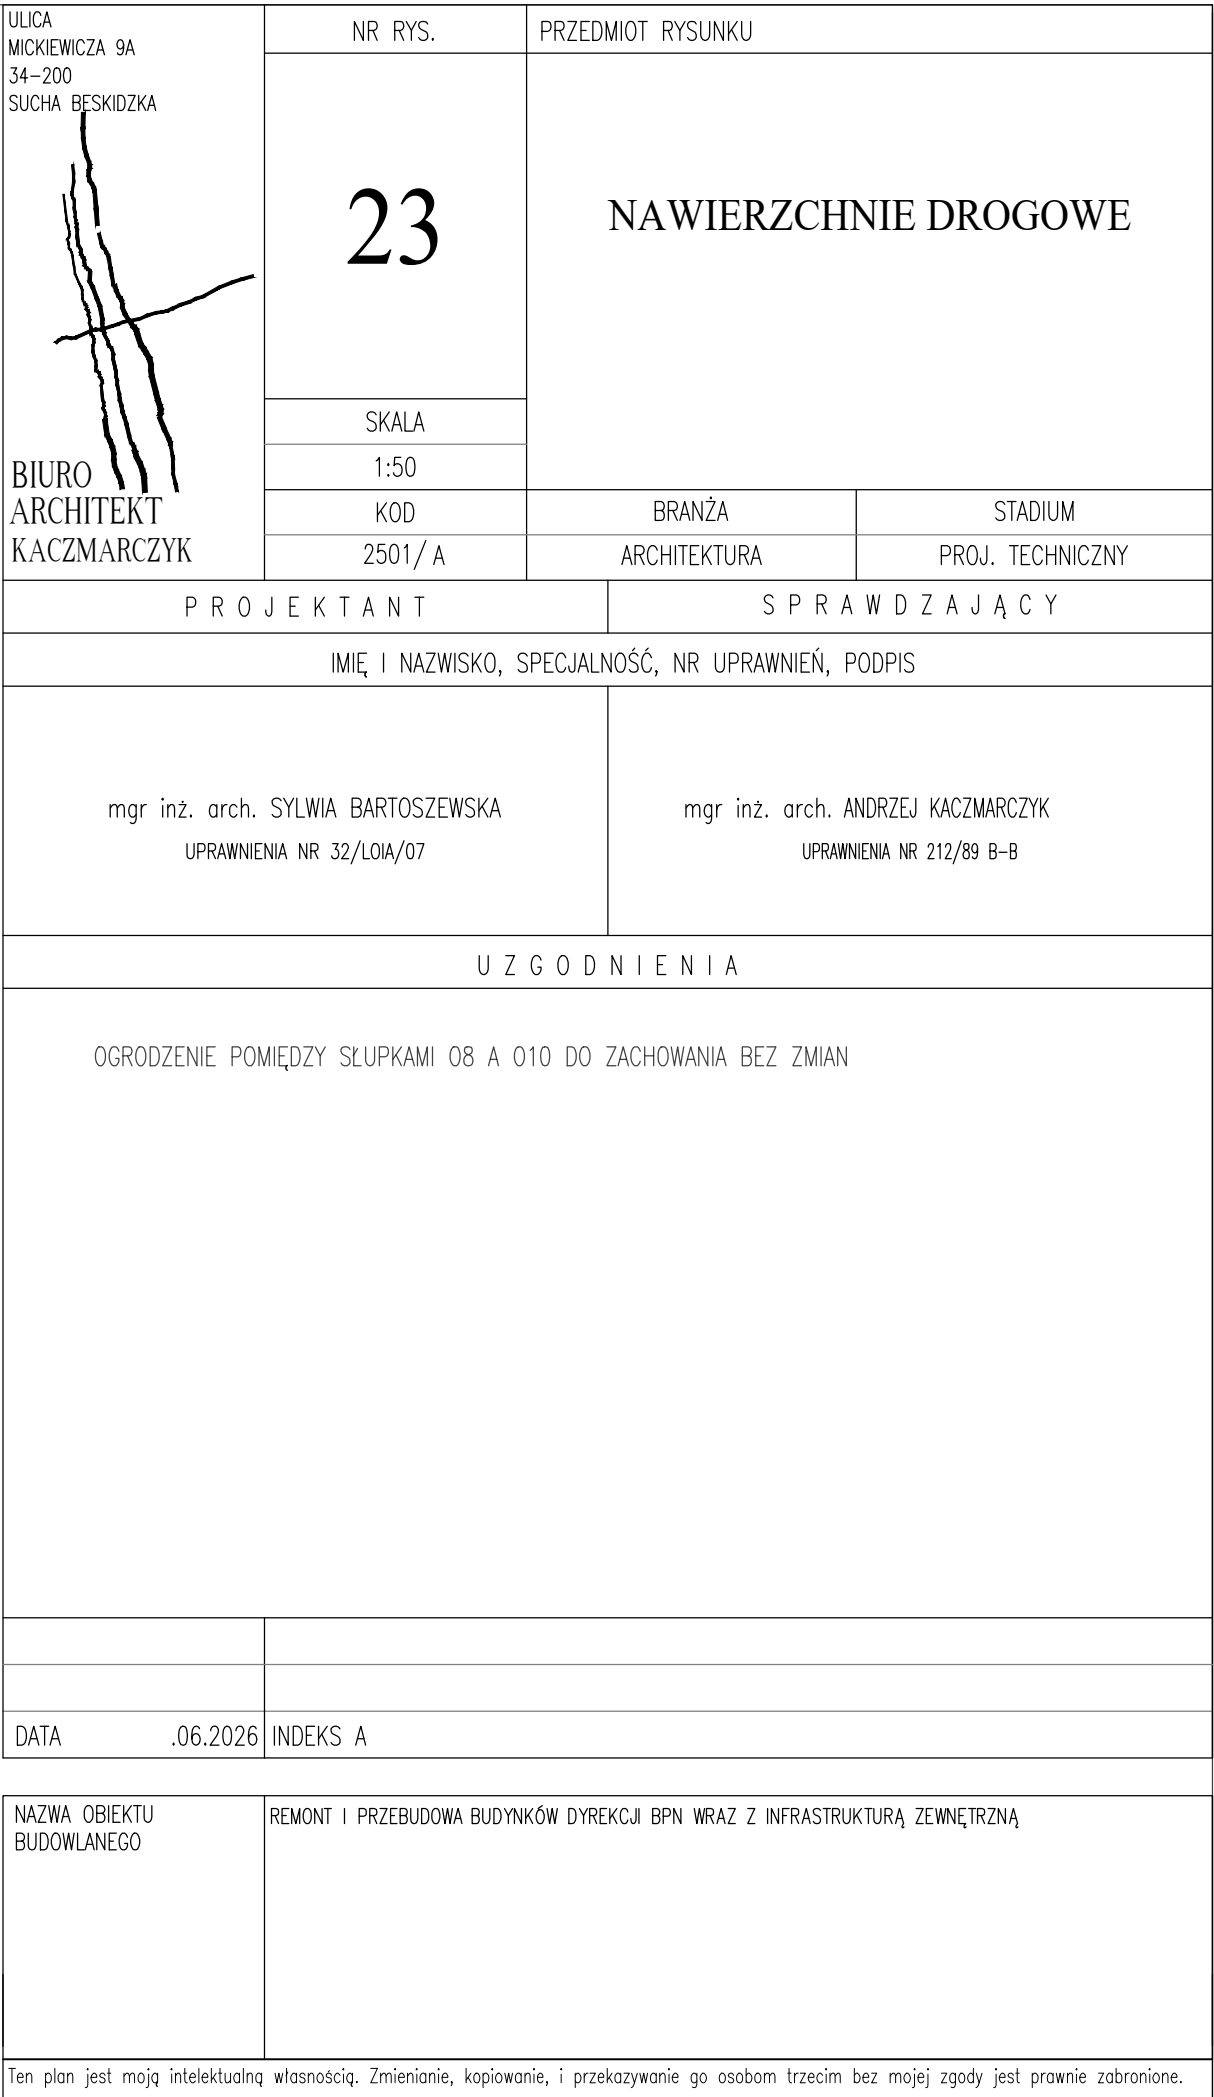 ULICA
MICKIEWICZA 9A
34-200
SUCHA BESKIDZKA
BIURO
ARCHITEKT
KACZMARCZYK
NR RYS.
23
SKALA
1:50
KOD
2501/A
PRZEDMIOT RYSUNKU
NAWIERZCHNIE DROGOWE
BRANŻA
ARCHITEKTURA
STADIUM
PROJ. TECHNICZNY
PROJEKTANT
SPRAWDZAJĄCY
IMIĘ I NAZWISKO, SPECJALNOŚĆ, NR UPRAWNIEŃ, PODPIS
mgr inż. arch. SYLWIA BARTOSZEWSKA
UPRAWNIENIA NR 32/LOIA/07
mgr inż. arch. ANDRZEJ KACZMARCZYK
UPRAWNIENIA NR 212/89 B-B
UZGODNIENIA
OGRODZENIE POMIĘDZY SŁUPKAMI O8 A O10 DO ZACHOWANIA BEZ ZMIAN
DATA .06.2026 INDEKS A
NAZWA OBIEKTU
BUDOWLANEGO
REMONT I PRZEBUDOWA BUDYNKÓW DYREKCJI BPN WRAZ Z INFRASTRUKTURĄ ZEWNĘTRZNĄ
Ten plan jest moją intelektualną własnością. Zmienianie, kopiowanie, i przekazywanie go osobom trzecim bez mojej zgody jest prawnie zabronione.